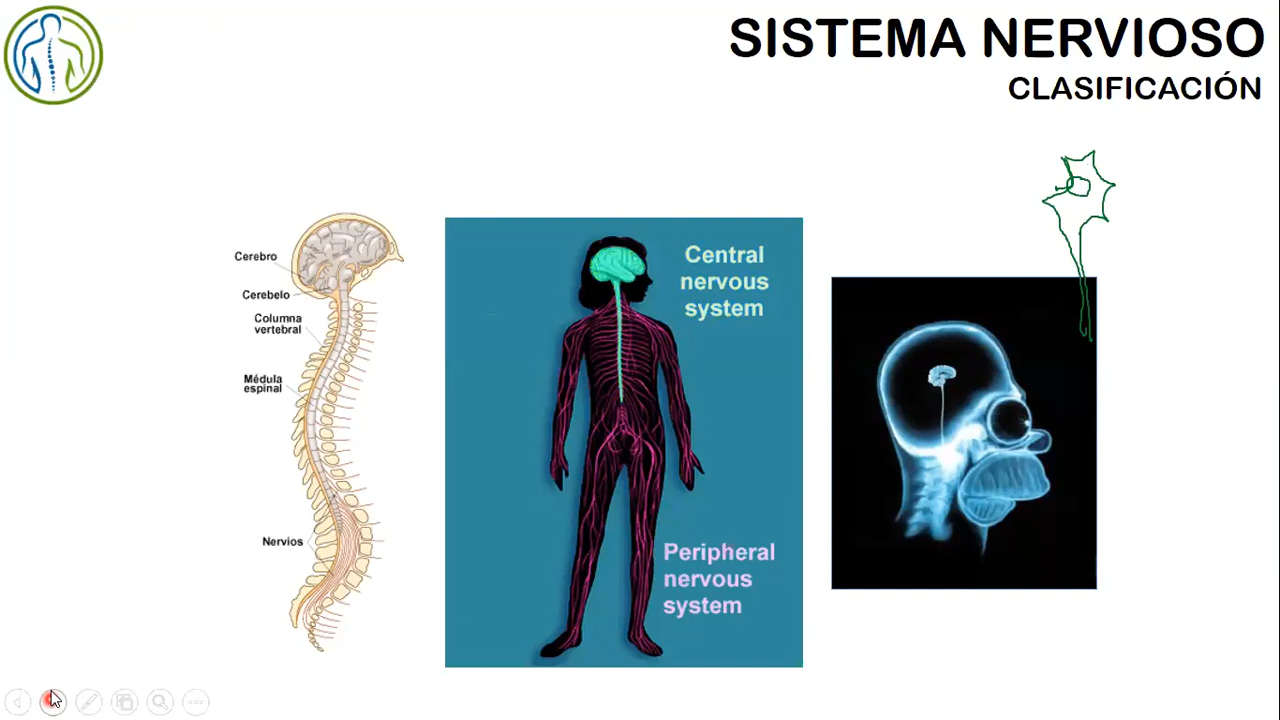 SISTEMA NERVIOSO
CLASIFICACIÓN
Cerebro
Cerebelo
Columna
vertebral
Médula
espinal
Nervios
Central
nervous
system
Peripheral
nervous
system